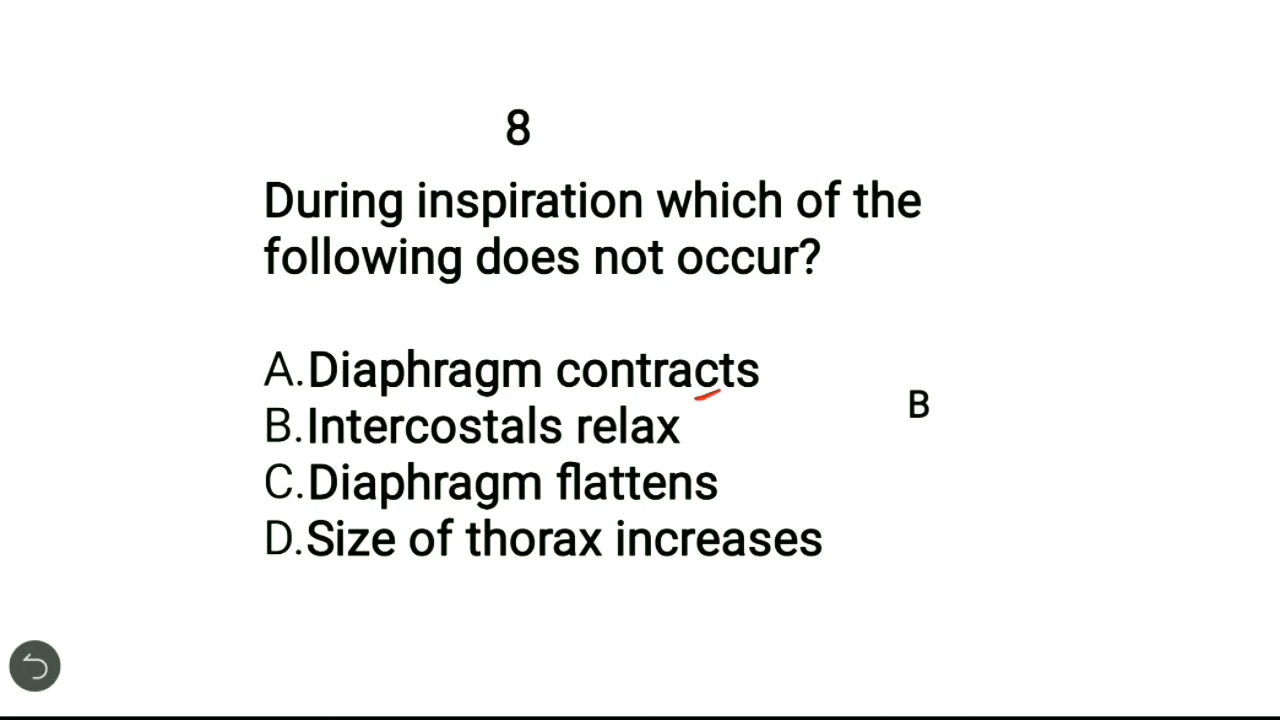 8
During inspiration which of the
following does not occur?
A.Diaphragm contracts
B
B.Intercostals relax
C.Diaphragm flattens
D.Size of thorax increases